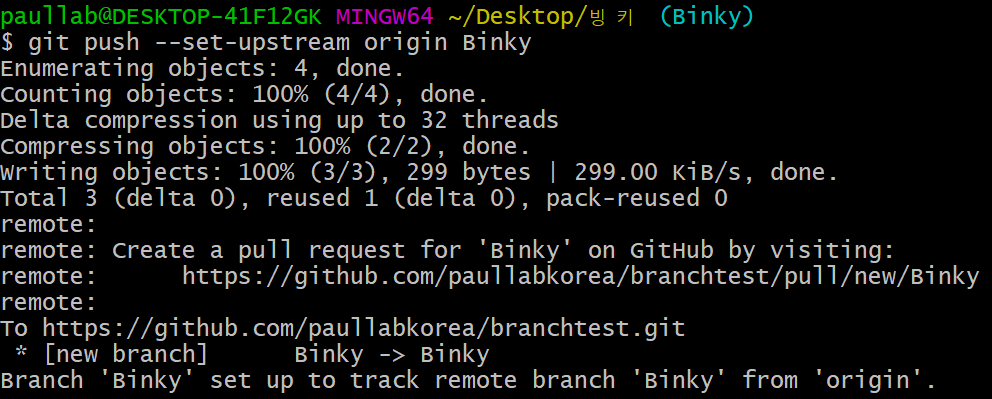 paullab@DESKTOP-41F12GK MINGW64 ~/Desktop/빙키 (Binky)
$ git push --set-upstream origin Binky
Enumerating objects: 4, done.
Counting objects: 100% (4/4), done.
Delta compression using up to 32 threads
Compressing objects: 100% (2/2), done.
Writing objects: 100% (3/3), 299 bytes | 299.00 KiB/s, done.
Total 3 (delta 0), reused 1 (delta 0), pack-reused 0
remote:
remote: Create a pull request for 'Binky' on GitHub by visiting:
remote:      https://github.com/paullabkorea/branchtest/pull/new/Binky
remote:
To https://github.com/paullabkorea/branchtest.git
 * [new branch]      Binky -> Binky
Branch 'Binky' set up to track remote branch 'Binky' from 'origin'.